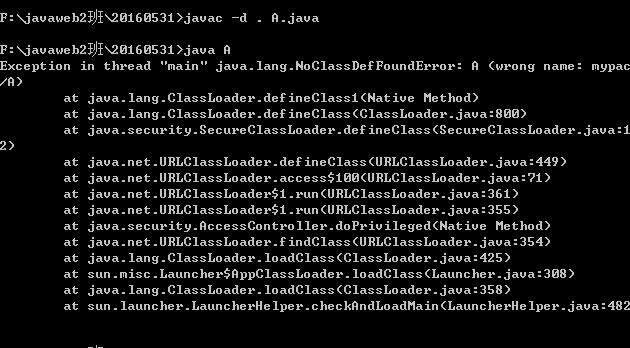 F:\javaweb2班\20160531>javac -d . A.java
F:\javaweb2班\20160531>java A
Exception in thread "main" java.lang.NoClassDefFoundError: A (wrong name: mypac
/A)
at java.lang.ClassLoader.defineClass1(Native Method)
at java.lang.ClassLoader.defineClass(ClassLoader.java:800)
at java.security.SecureClassLoader.defineClass(SecureClassLoader.java:1
2)
at java.net.URLClassLoader.defineClass(URLClassLoader.java:449)
at java.net.URLClassLoader.access$100(URLClassLoader.java:71)
at java.net.URLClassLoader$1.run(URLClassLoader.java:361)
at java.net.URLClassLoader$1.run(URLClassLoader.java:355)
at java.security.AccessController.doPrivileged(Native Method)
at java.net.URLClassLoader.findClass(URLClassLoader.java:354)
at java.lang.ClassLoader.loadClass(ClassLoader.java:425)
at sun.misc.Launcher$AppClassLoader.loadClass(Launcher.java:308)
at java.lang.ClassLoader.loadClass(ClassLoader.java:358)
at sun.launcher.LauncherHelper.checkAndLoadMain(LauncherHelper.java:482